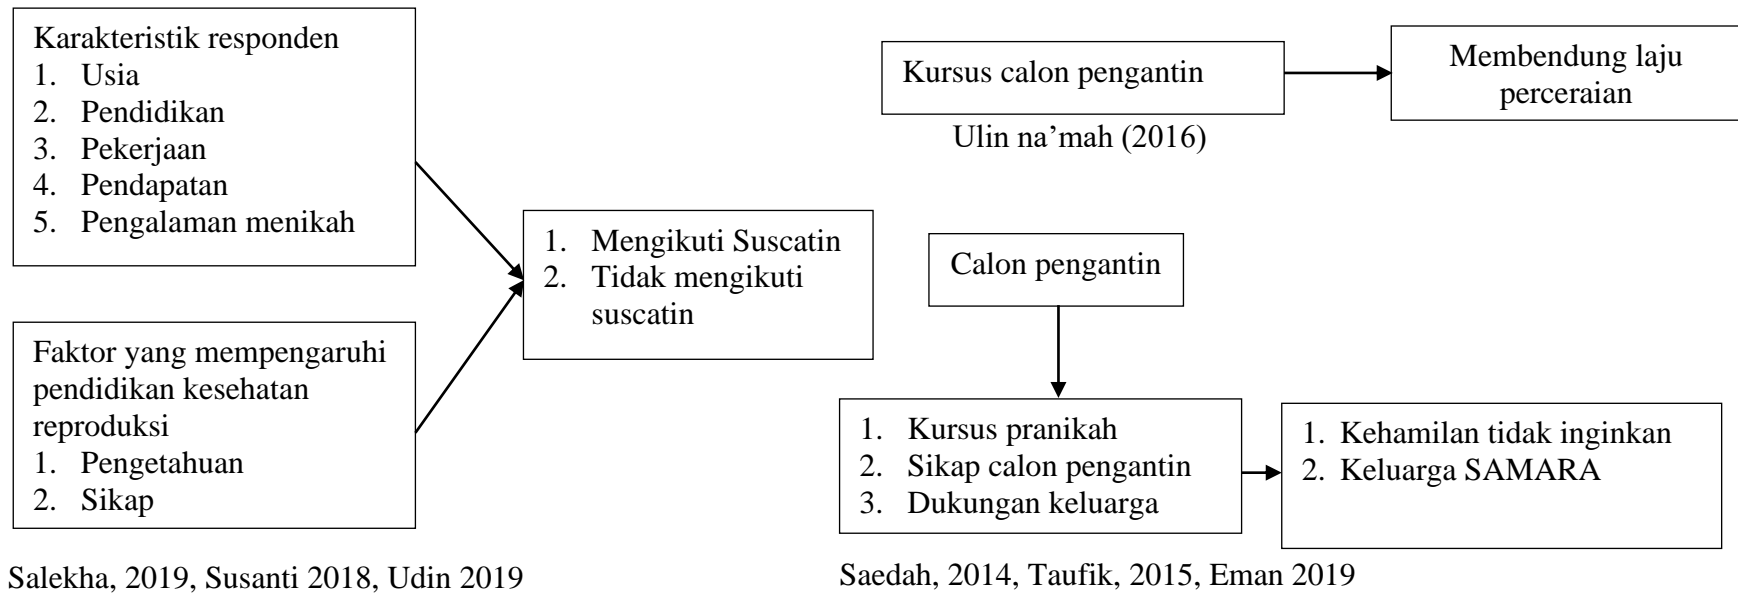 Karakteristik responden
1. Usia
2. Pendidikan
3. Pekerjaan
4. Pendapatan
5. Pengalaman menikah
Faktor yang mempengaruhi
pendidikan kesehatan
reproduksi
1. Pengetahuan
2. Sikap
1. Mengikuti Suscatin
2. Tidak mengikuti
suscatin
Salekha, 2019, Susanti 2018, Udin 2019
Kursus calon pengantin
Ulin na’mah (2016)
Membendung laju
perceraian
Calon pengantin
1. Kursus pranikah
2. Sikap calon pengantin
3. Dukungan keluarga
1. Kehamilan tidak inginkan
2. Keluarga SAMARA
Saedah, 2014, Taufik, 2015, Eman 2019